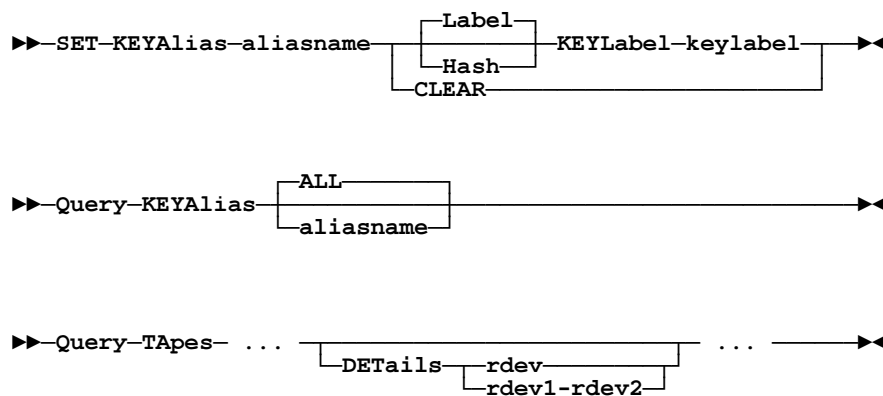 Label
SET KEYAlias aliasname KEYLabel keylabel
Hash
CLEAR
ALL
Query KEYAlias
aliasname
Query TApes ... ...
DETails rdev
rdev1-rdev2